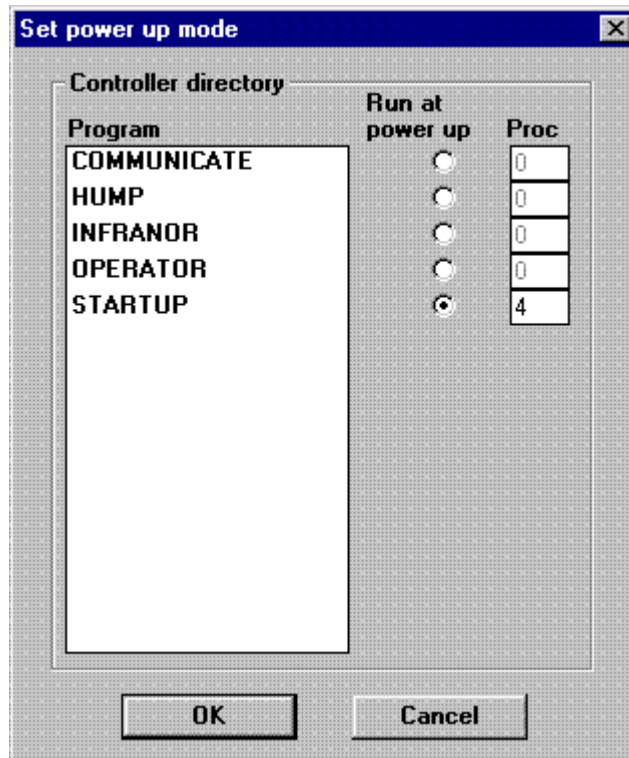 Set power up mode
Controller directory
Run at
Program power up Proc
COMMUNICATE 0
HUMP 0
INFRANOR 0
OPERATOR 0
STARTUP 4
OK Cancel